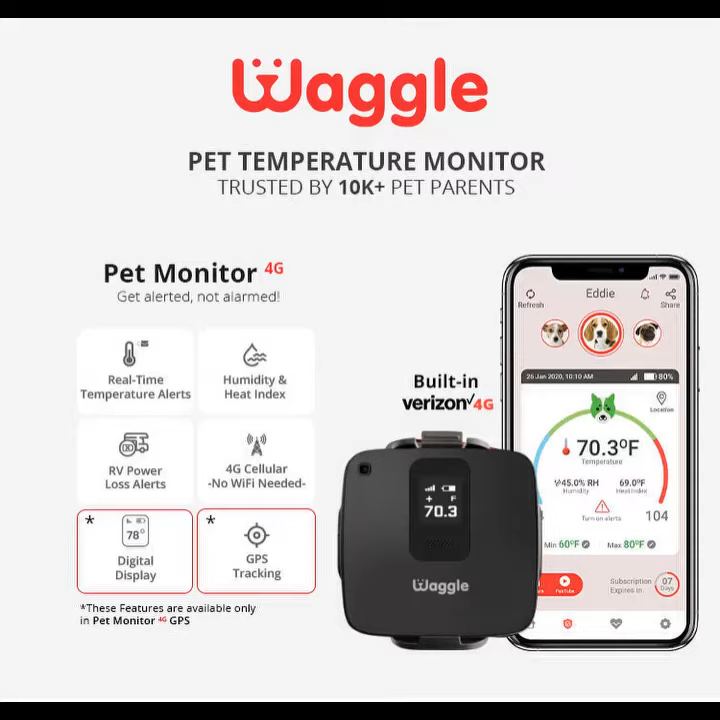 Waggle
PET TEMPERATURE MONITOR
TRUSTED BY 10K+ PET PARENTS
Pet Monitor 4G
Get alerted, not alarmed!
Real-Time
Temperature Alerts
Humidity &
Heat Index
RV Power
Loss Alerts
4G Cellular
-No WiFi Needed-
*
78°
Digital
Display
*
GPS
Tracking
*These Features are available only
in Pet Monitor 4G GPS
Built-in
verizon✓4G
F
70.3
Waggle
Eddie
Refresh
Share
26 Jan 2020, 10:10 AM
80%
Location
70.3°F
Temperature
45.0% RH
Humidity
69.0°F
Heat Index
Turn on alerts
104
Min 60°F
Max 80°F
PetTube
Subscription
Expires in
07
Days